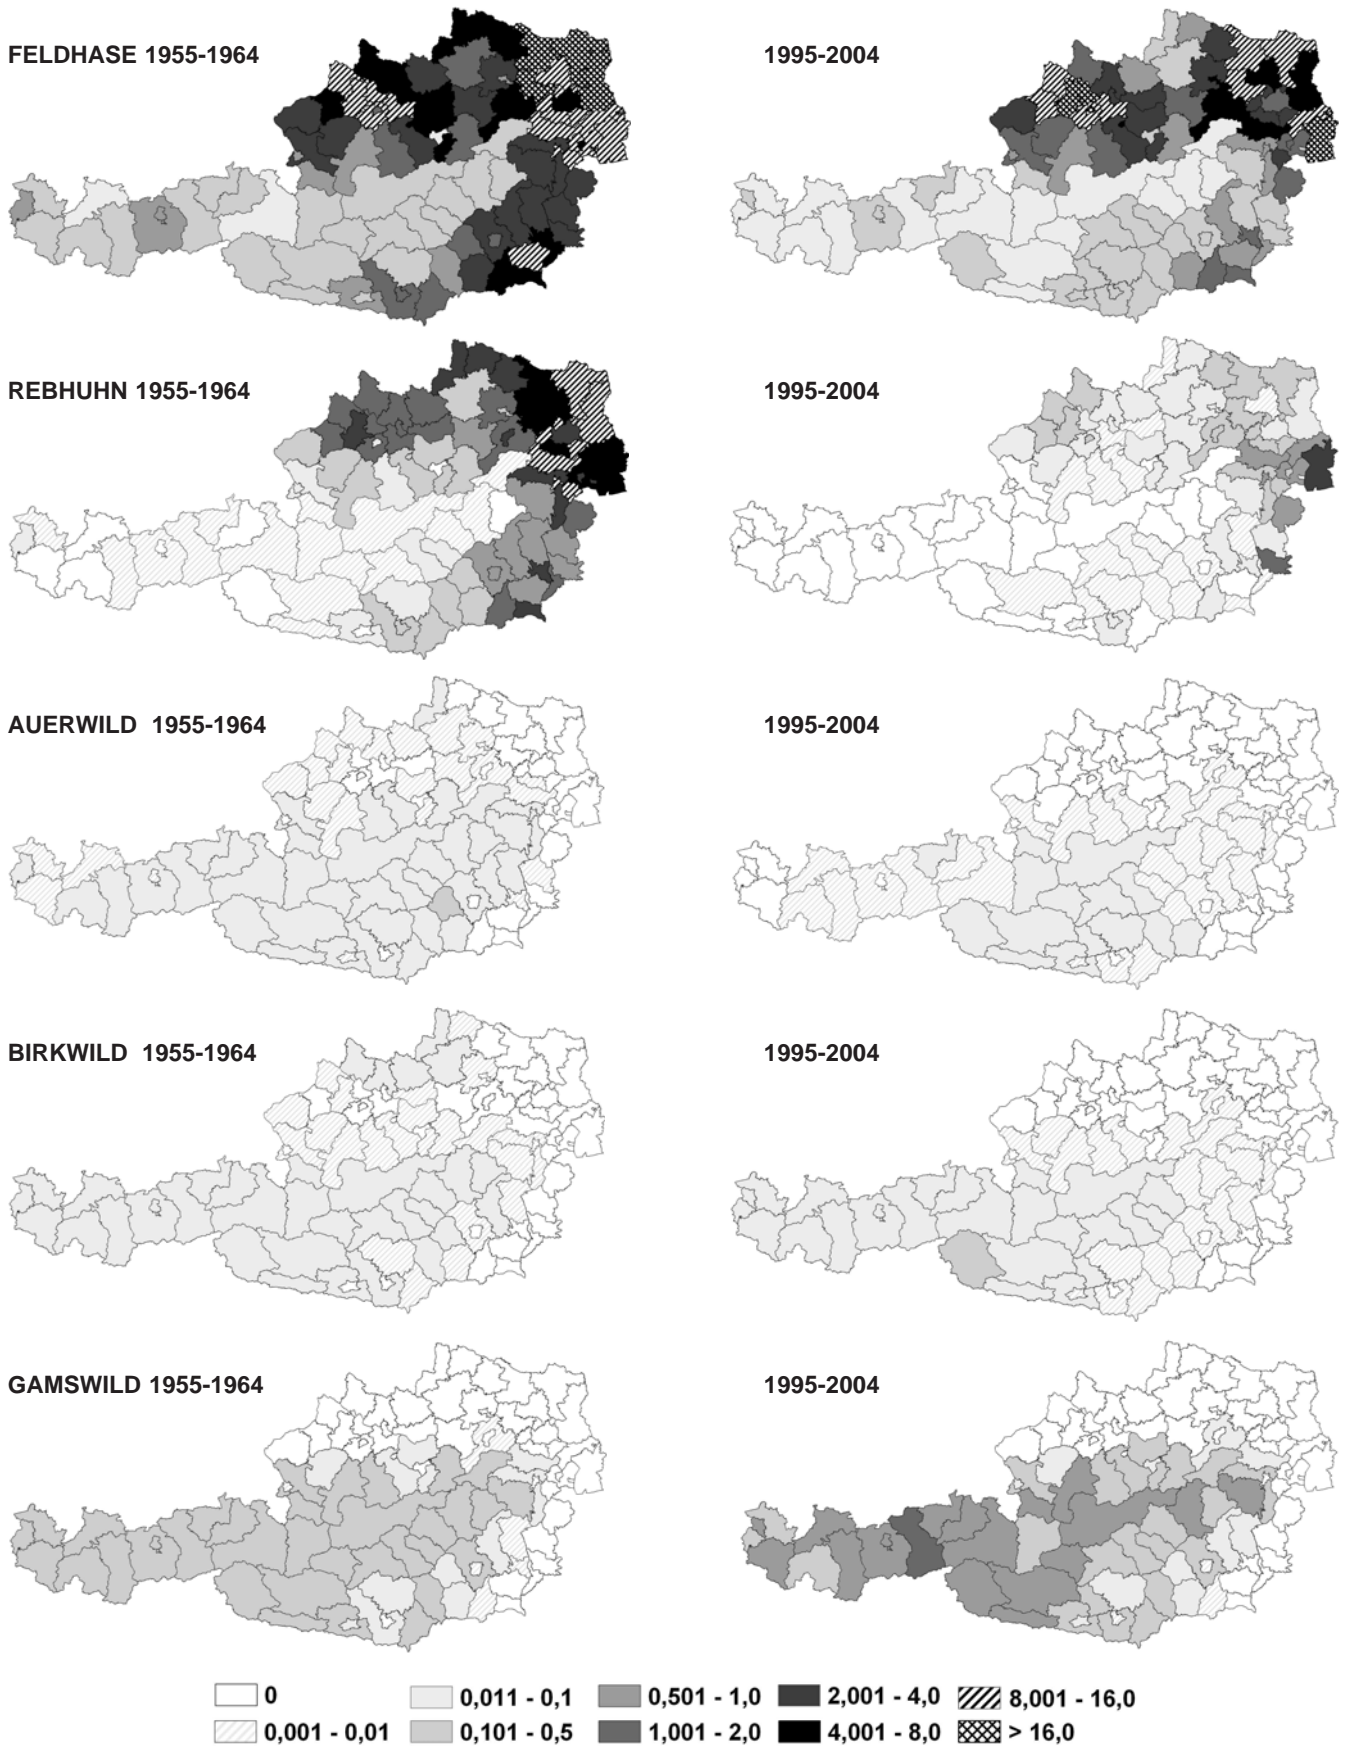 FELDHASE 1955-1964 1995-2004
REBHUHN 1955-1964 1995-2004
AUERWILD 1955-1964 1995-2004
BIRKWILD 1955-1964 1995-2004
GAMSWILD 1955-1964 1995-2004
0 0,011 - 0,1 0,501 - 1,0 2,001 - 4,0 8,001 - 16,0
0,001 - 0,01 0,101 - 0,5 1,001 - 2,0 4,001 - 8,0 > 16,0